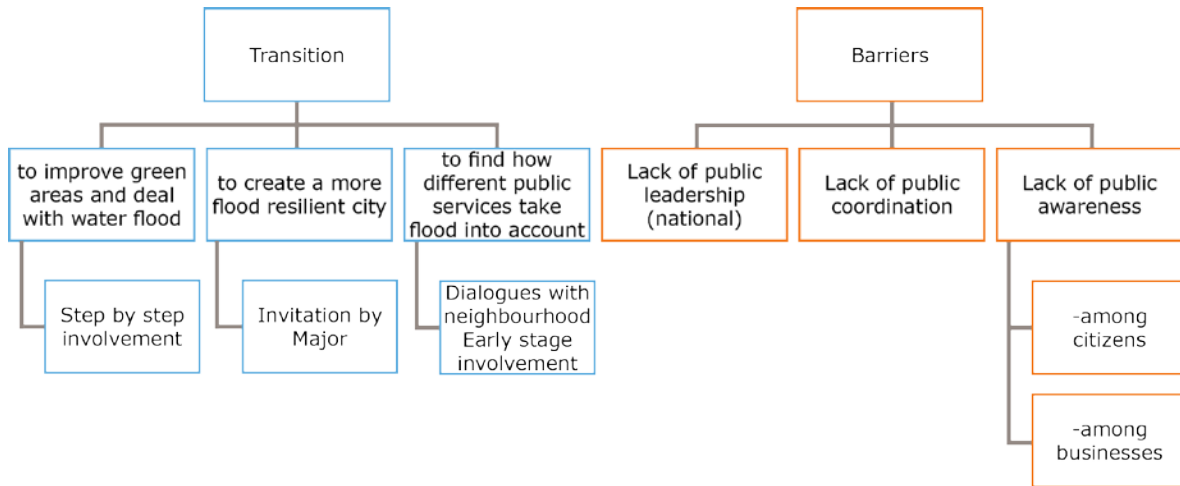 Transition
to improve green
areas and deal
with water flood
to create a more
flood resilient city
to find how
different public
services take
flood into account
Step by step
involvement
Invitation by
Major
Dialogues with
neighbourhood
Early stage
involvement
Barriers
Lack of public
leadership
(national)
Lack of public
coordination
Lack of public
awareness
-among
citizens
-among
businesses